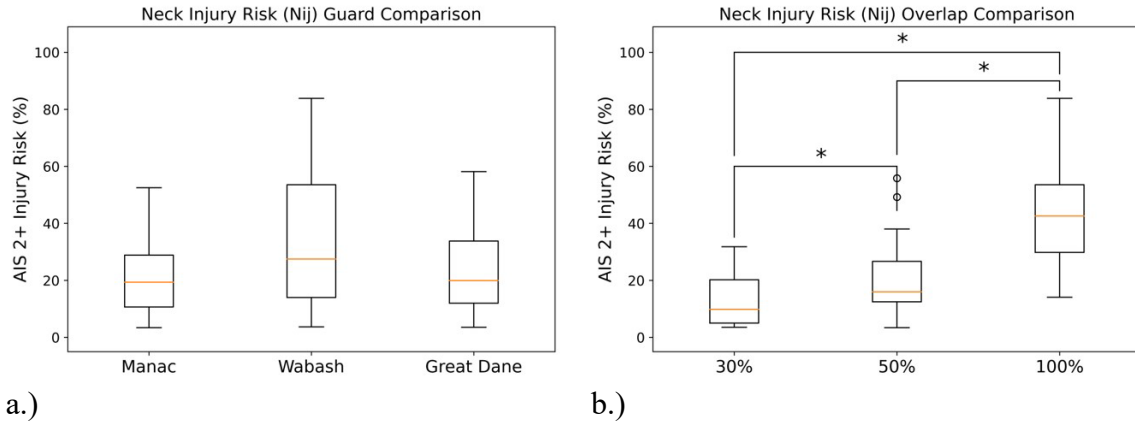 Neck Injury Risk (Nij) Guard Comparison
AIS 2+ Injury Risk (%)
100
80
60
40
20
0
Manac Wabash Great Dane
a.)
Neck Injury Risk (Nij) Overlap Comparison
AIS 2+ Injury Risk (%)
100
80
60
40
20
0
*
*
*
30% 50% 100%
b.)